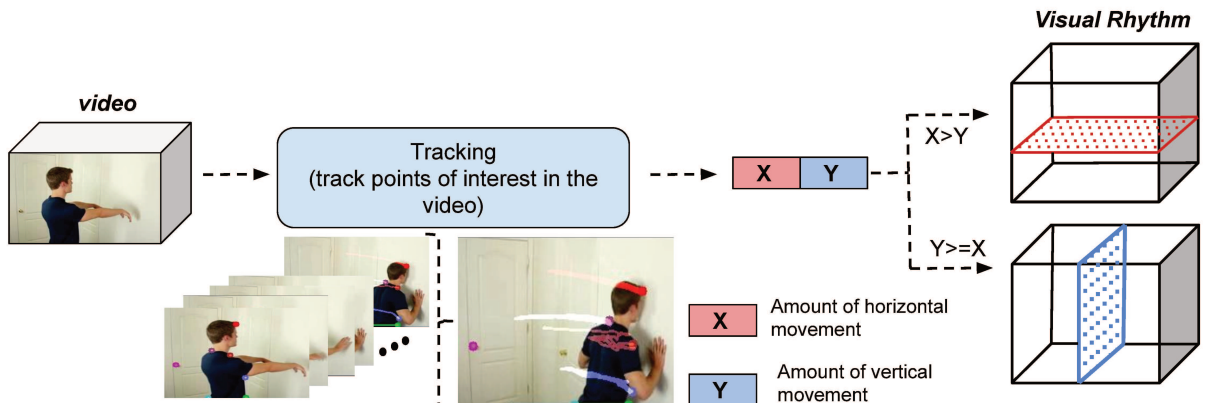 Visual Rhythm
video
Tracking
(track points of interest in the
video)
X Y
X>Y
Y>=X
X Amount of horizontal
movement
Y Amount of vertical
movement